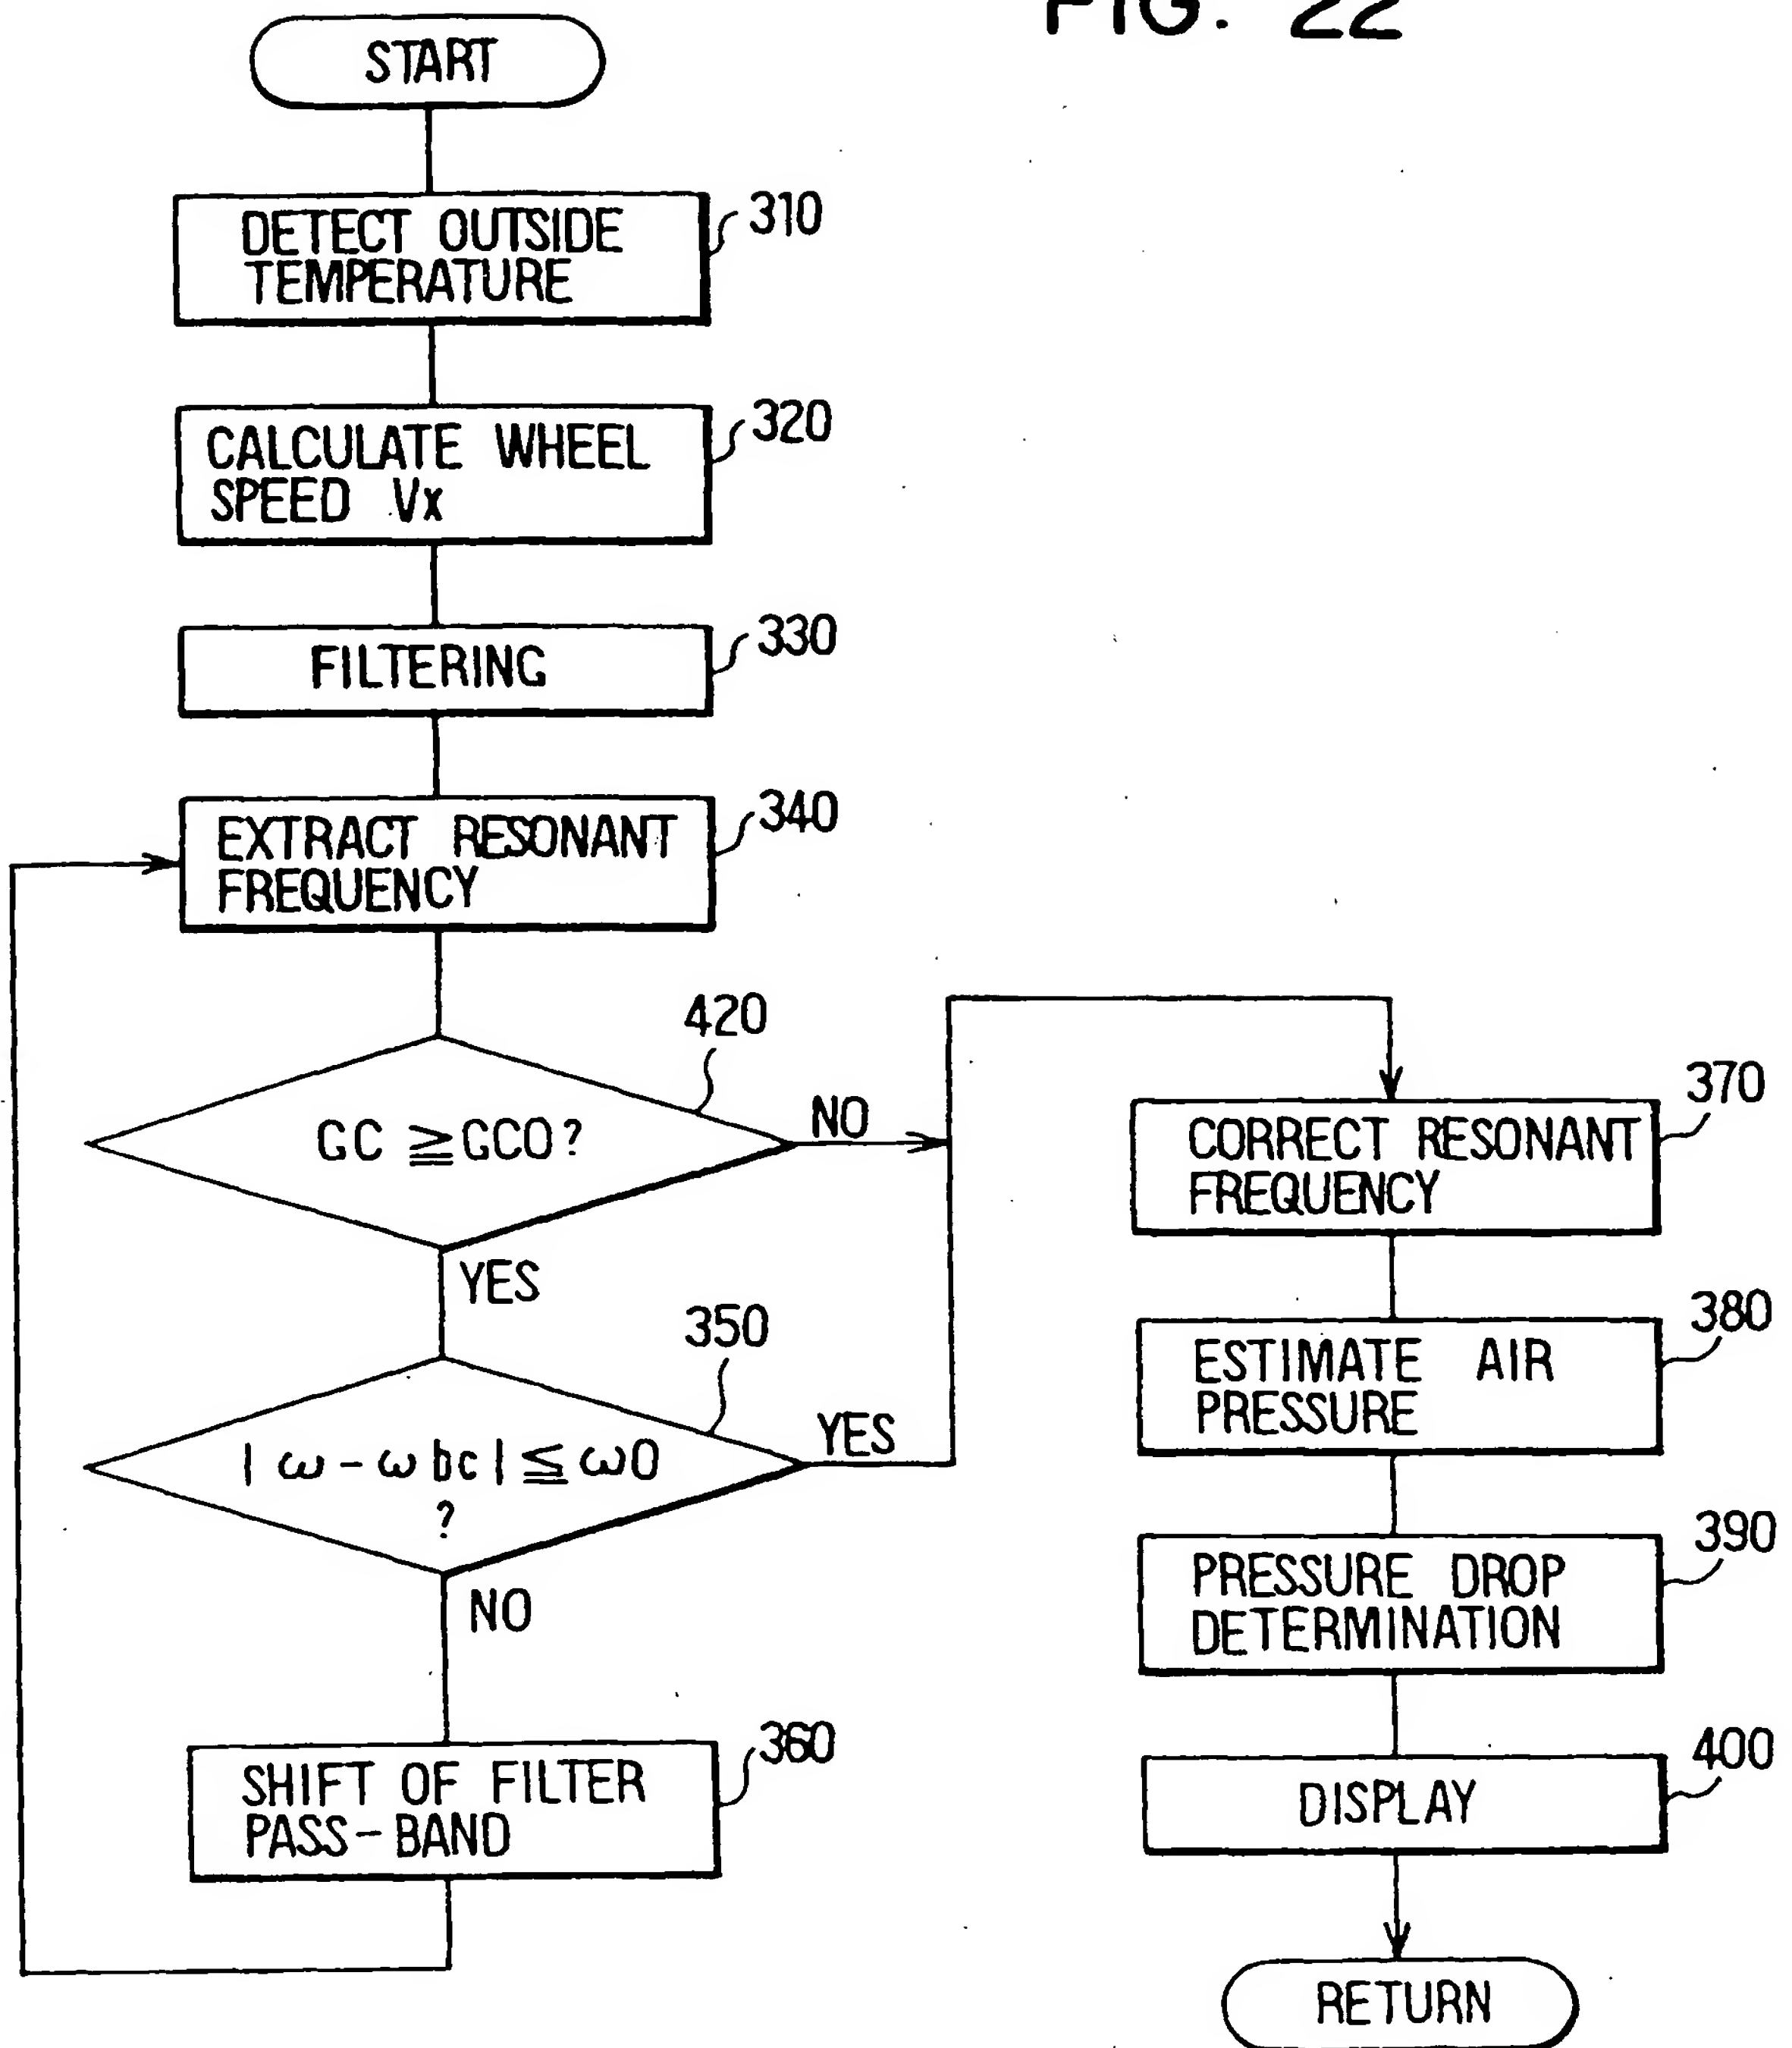 FIG. 22
START
DETECT OUTSIDE
TEMPERATURE
310
CALCULATE WHEEL
SPEED Vx
320
FILTERING
330
EXTRACT RESONANT
FREQUENCY
340
GC ≧ GCO?
420
NO
YES
| ω - ω bc | ≦ ω0
?
350
YES
NO
SHIFT OF FILTER
PASS-BAND
360
CORRECT RESONANT
FREQUENCY
370
ESTIMATE AIR
PRESSURE
380
PRESSURE DROP
DETERMINATION
390
DISPLAY
400
RETURN